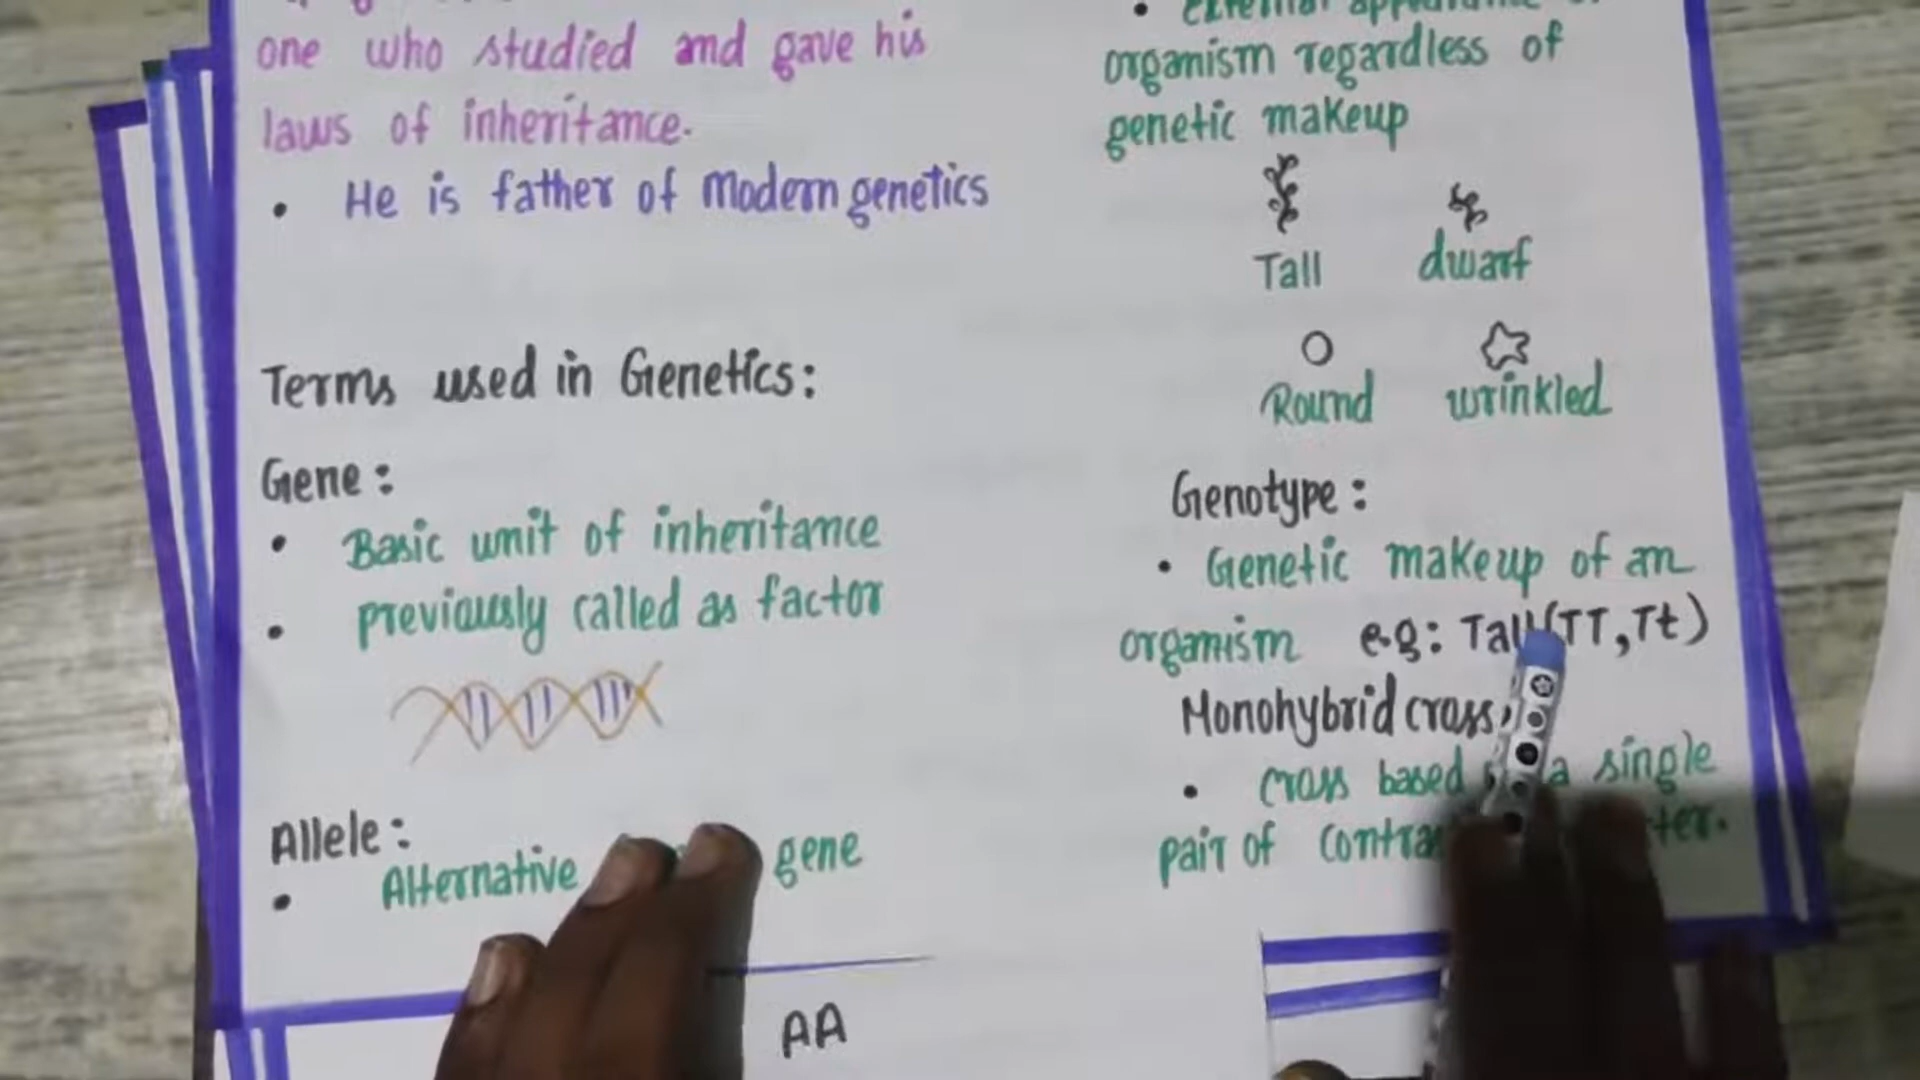 one who studied and gave his
laws of inheritance.
• He is father of Modern genetics
Terms used in Genetics:
Gene:
• Basic unit of inheritance
• previously called as factor
Allele:
• Alternative gene
AA
• External
organism regardless of
genetic makeup
Tall dwarf
Round wrinkled
Genotype:
• Genetic makeup of an
organism e.g: Tall (TT, Tt)
Monohybrid cross
• cross based a single
pair of